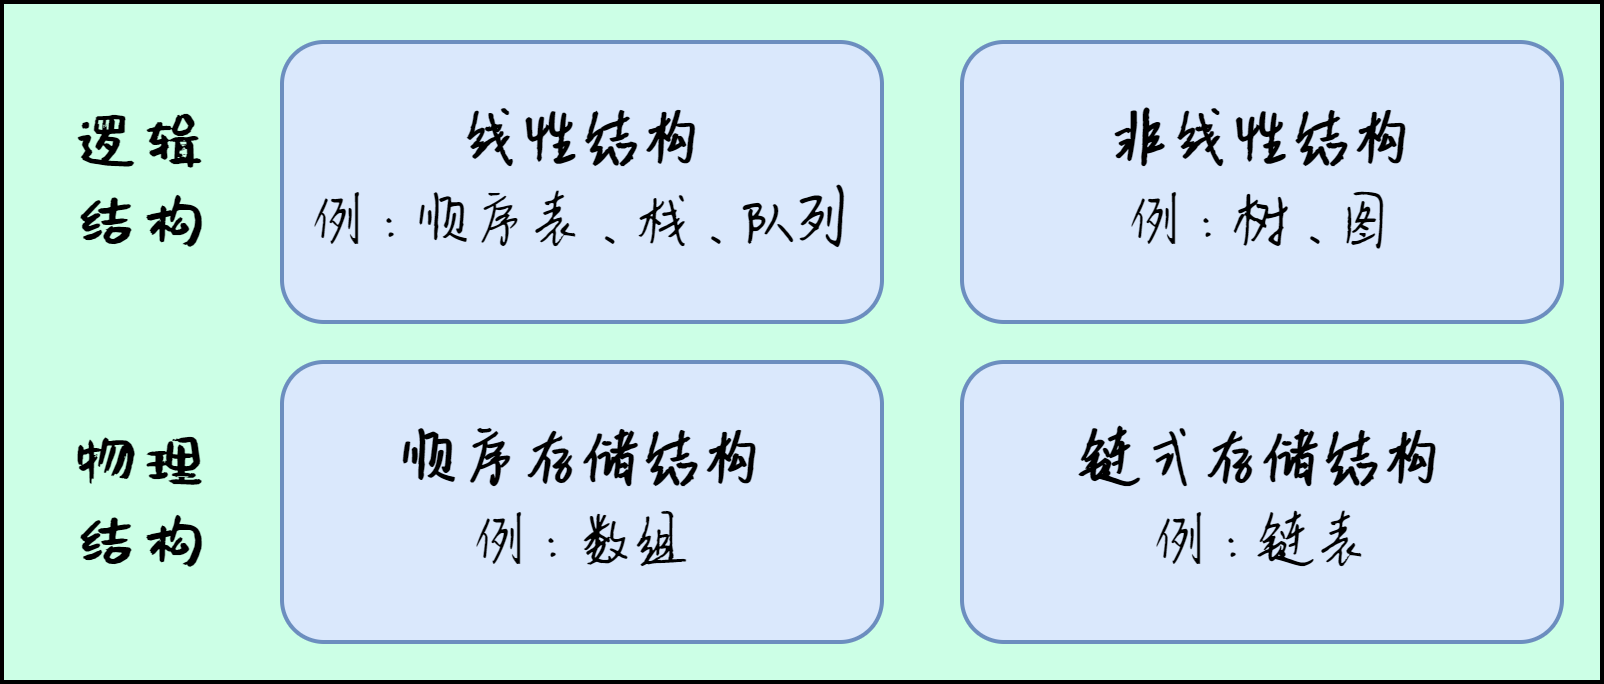 逻辑
结构
线性结构
例：顺序表、栈、队列
非线性结构
例：树、图
物理
结构
顺序存储结构
例：数组
链式存储结构
例：链表